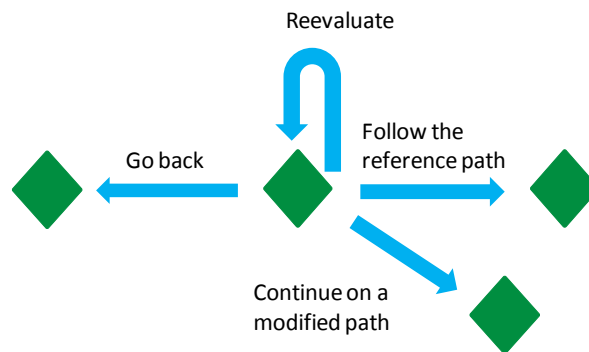 Reevaluate
Follow the
reference path
Go back
Continue on a
modified path